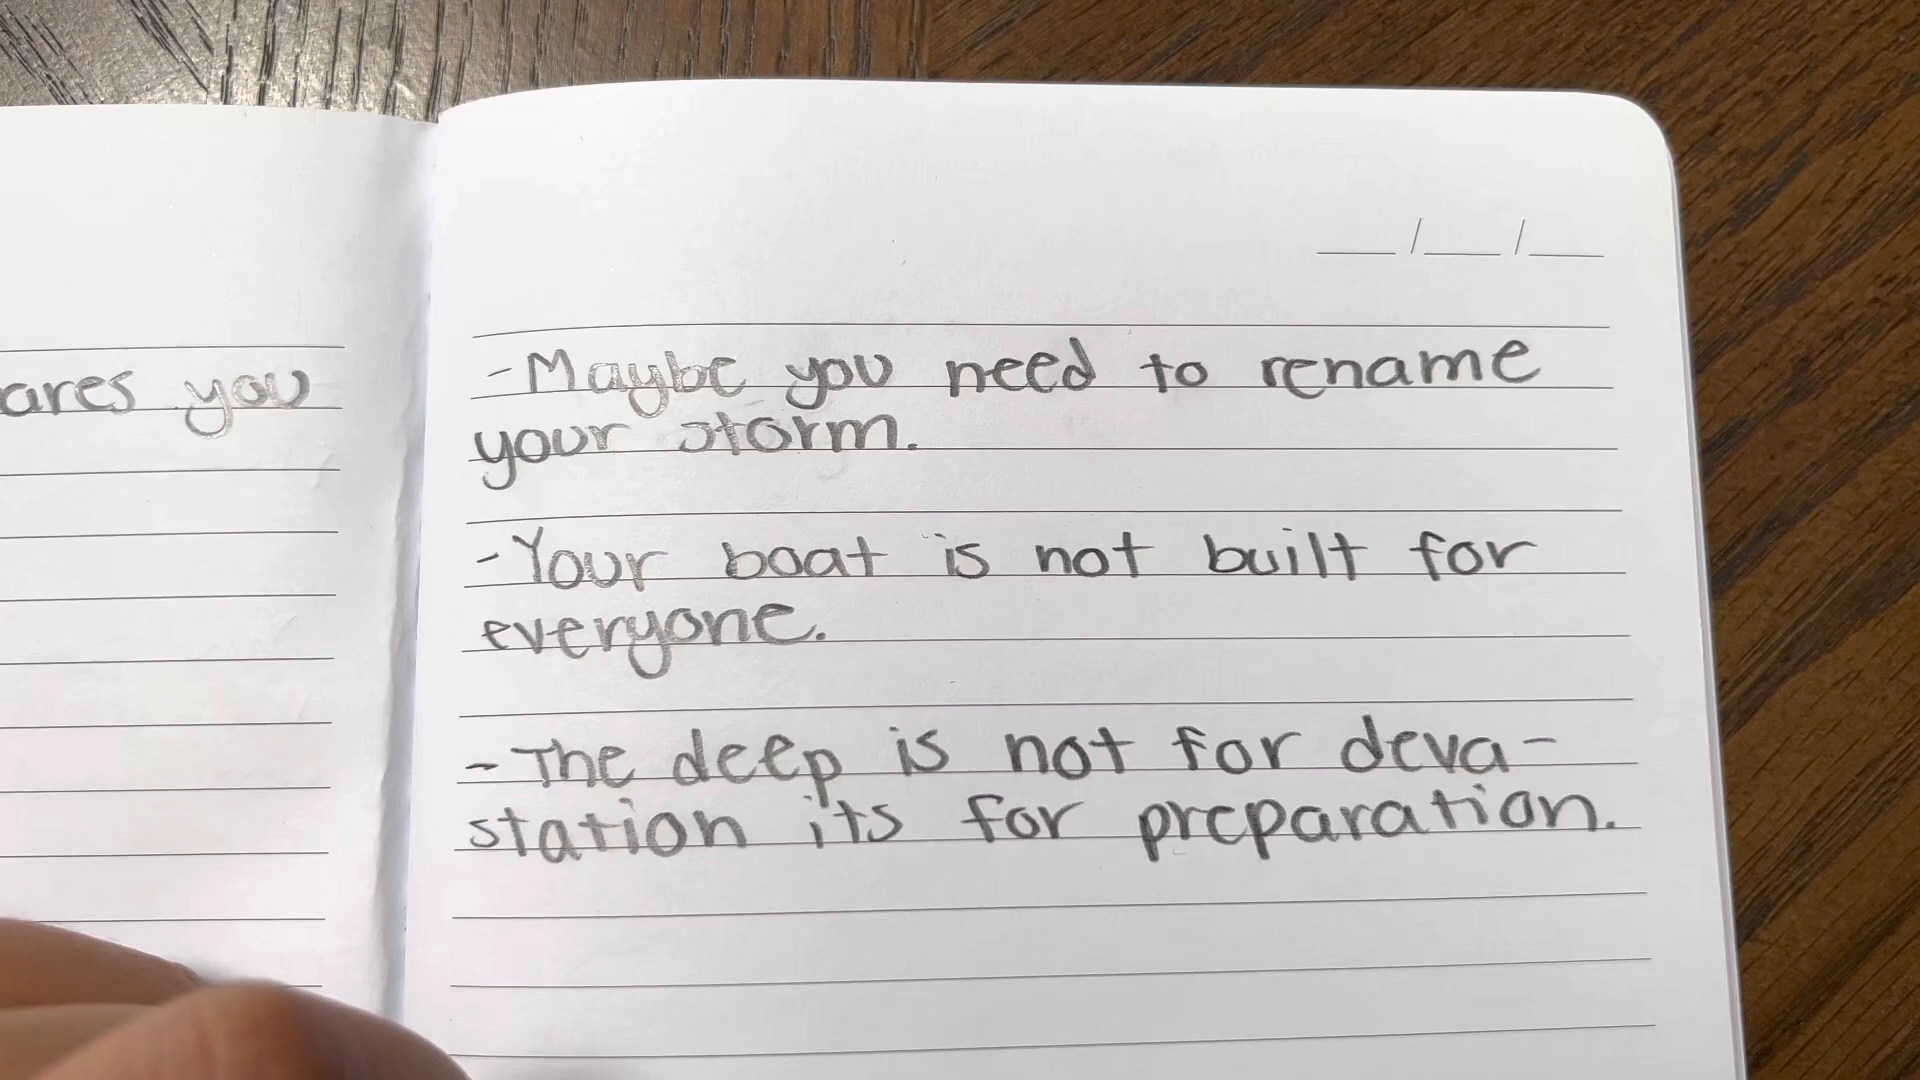 ares you
-Maybe you need to rename
your storm.
-Your boat is not built for
everyone.
-The deep is not for deva-
station its for preparation.